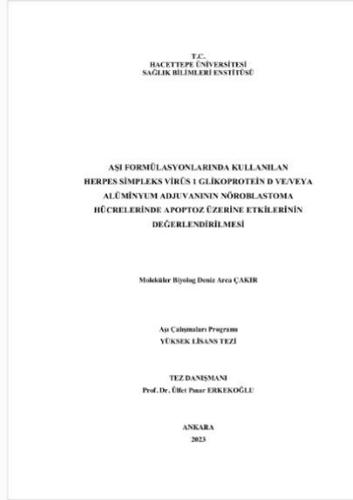 T.C.
HACETTEPE ÜNİVERSİTESİ
SAĞLIK BİLİMLERİ ENSTİTÜSÜ
AŞI FORMÜLASYONLARINDA KULLANILAN
HERPES SİMPLEKS VİRÜS 1 GLİKOPROTEİN D VE/VEYA
ALÜMİNYUM ADJUVANININ NÖROBLASTOMA
HÜCRELERİNDE APOPTOZ ÜZERİNE ETKİLERİNİN
DEĞERLENDİRİLMESİ
Moleküler Biyolog Deniz Arca ÇAKIR
Aşı Çalışmaları Programı
YÜKSEK LİSANS TEZİ
TEZ DANIŞMANI
Prof. Dr. Ülfet Pınar ERKEKOĞLU
ANKARA
2023